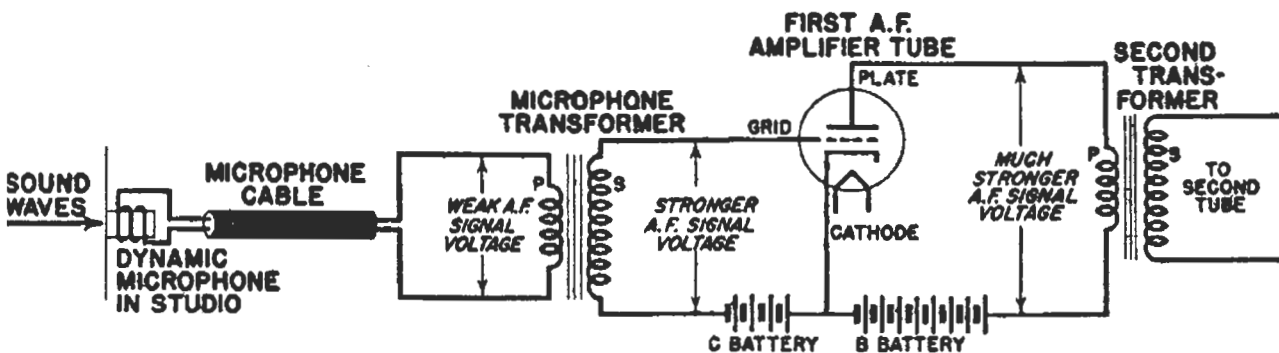 SOUND
WAVES
DYNAMIC
MICROPHONE
IN STUDIO
MICROPHONE
CABLE
WEAK A.F.
SIGNAL
VOLTAGE
MICROPHONE
TRANSFORMER
P
S
STRONGER
A.F. SIGNAL
VOLTAGE
FIRST A.F.
AMPLIFIER TUBE
PLATE
GRID
CATHODE
C BATTERY
B BATTERY
MUCH
STRONGER
A.F. SIGNAL
VOLTAGE
SECOND
TRANS-
FORMER
P
S
TO
SECOND
TUBE